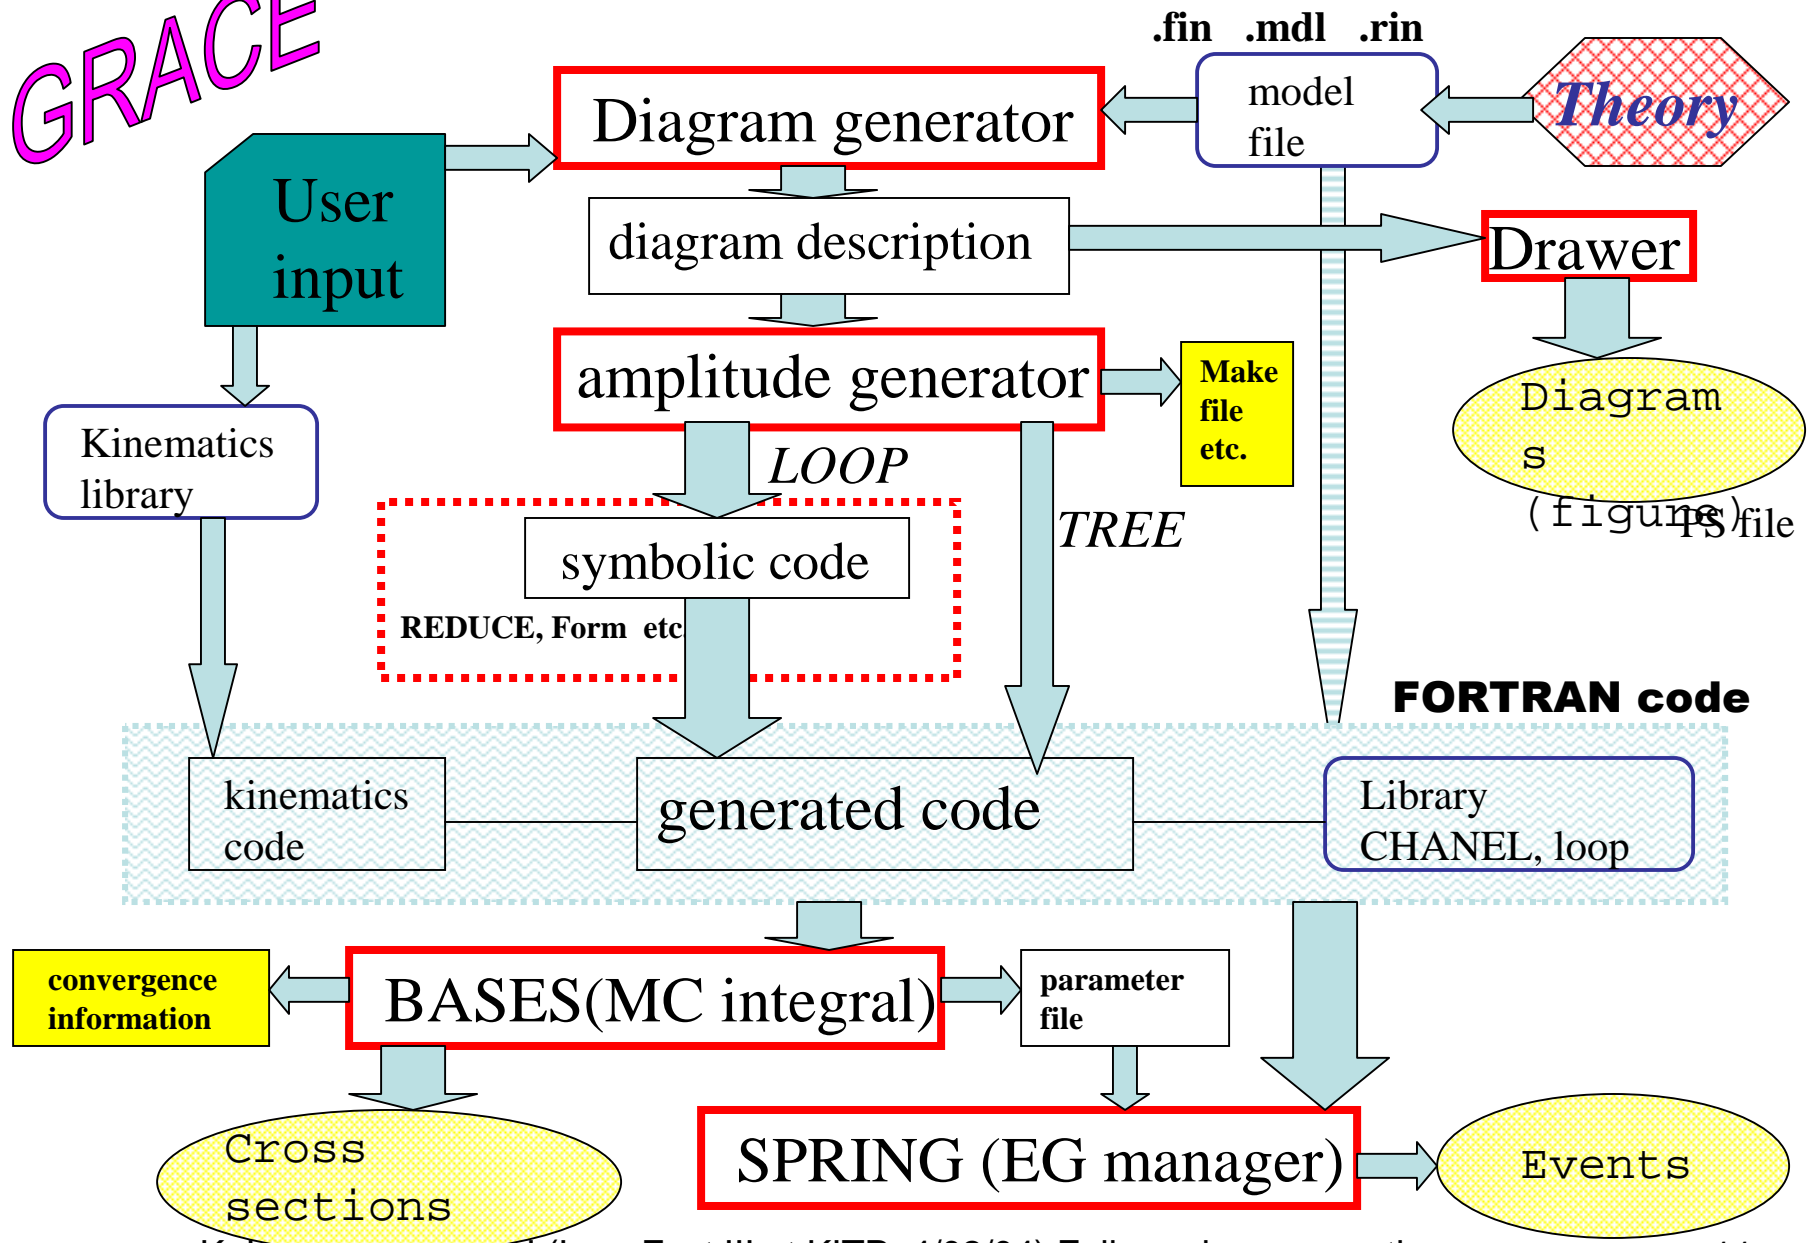 GRACE
.fin .mdl .rin
Diagram generator
model
file
Theory
User
input
diagram description
Drawer
amplitude generator
Make
file
etc.
Diagram
s
(figure)
PS file
Kinematics
library
LOOP
TREE
symbolic code
REDUCE, Form etc.
FORTRAN code
kinematics
code
generated code
Library
CHANEL, loop
convergence
information
BASES(MC integral)
parameter
file
Cross
sections
SPRING (EG manager)
Events